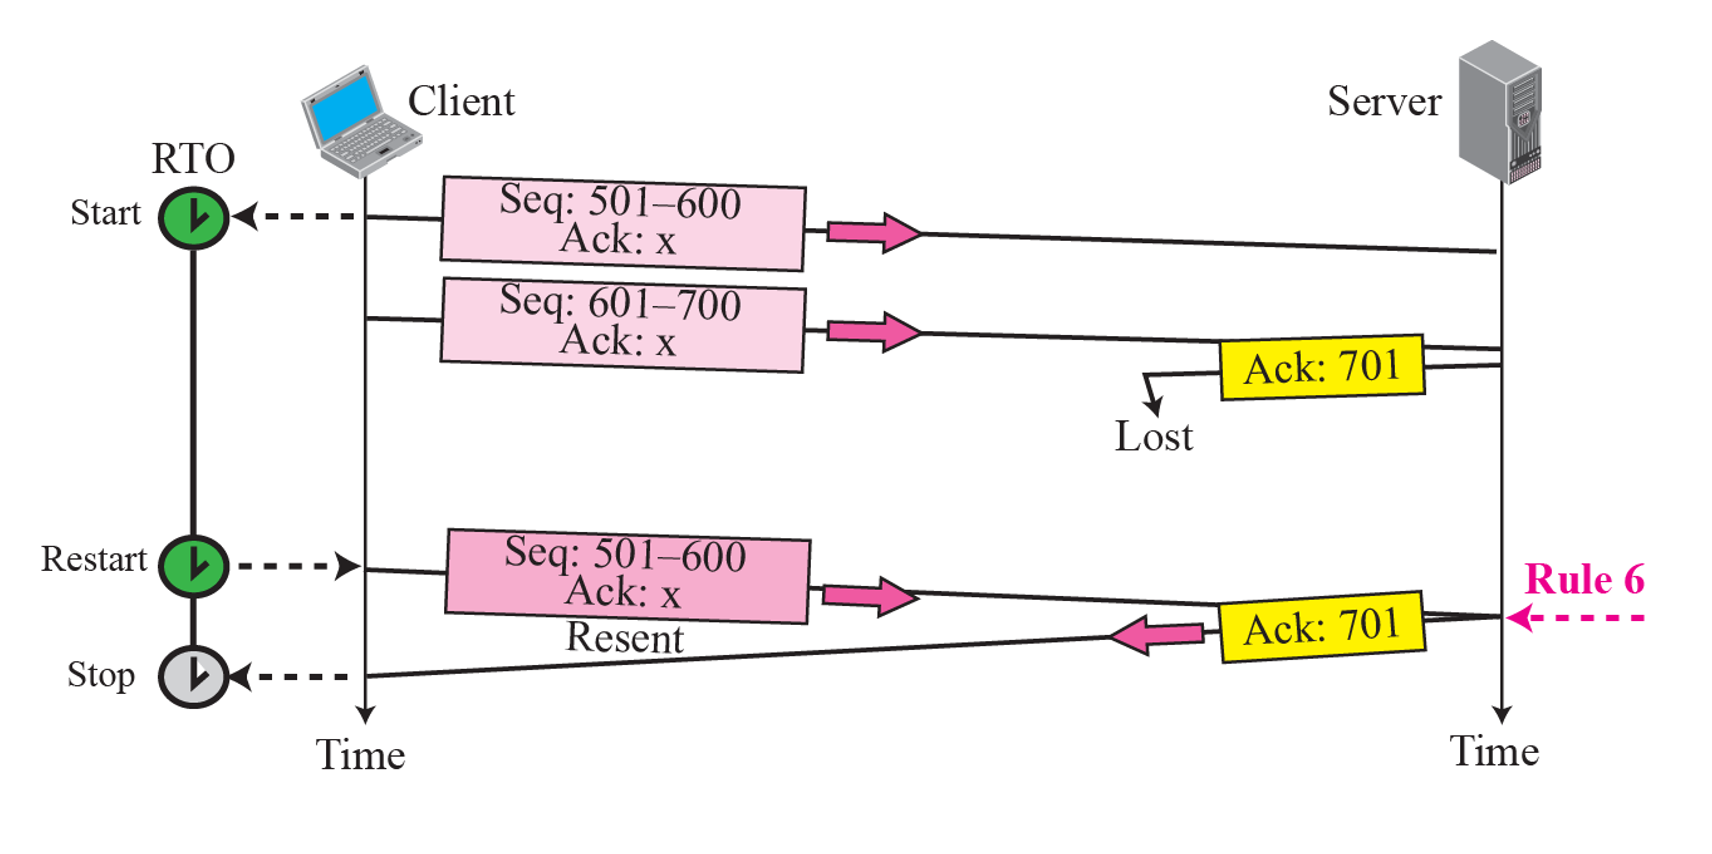 Client
Server
RTO
Start
Seq: 501–600
Ack: x
Seq: 601–700
Ack: x
Ack: 701
Lost
Restart
Seq: 501–600
Ack: x
Resent
Ack: 701
Rule 6
Stop
Time
Time